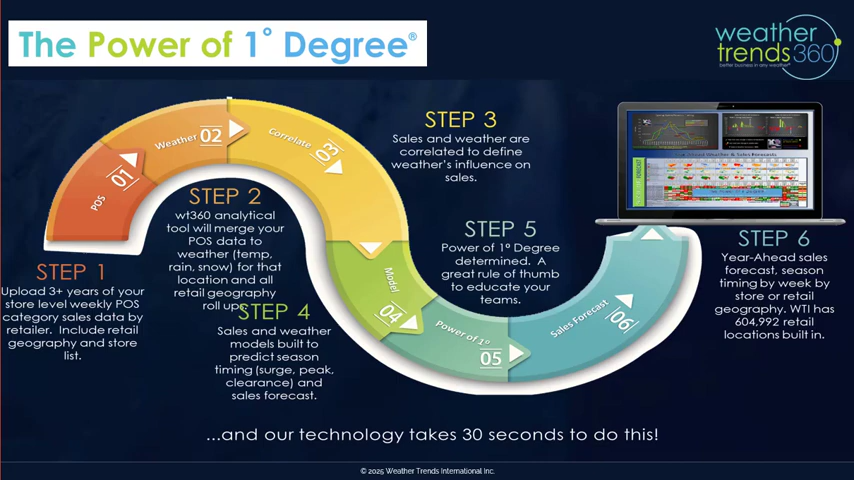 The Power of 1° Degree®
weather
trends360
better business in any weather®
POS
01
Weather 02
Correlate 03
Model
04
Power of 1°
05
Sales Forecast 06
STEP 1
Upload 3+ years of your
store level weekly POS
category sales data by
retailer. Include retail
geography and store
list.
STEP 2
wt360 analytical
tool will merge your
POS data to
weather (temp,
rain, snow) for that
location and all
retail geography
roll ups.
STEP 3
Sales and weather are
correlated to define
weather's influence on
sales.
STEP 4
Sales and weather
models built to
predict season
timing (surge, peak,
clearance) and
sales forecast.
STEP 5
Power of 1º Degree
determined. A
great rule of thumb
to educate your
teams.
STEP 6
Year-Ahead sales
forecast, season
timing by week by
store or retail
geography. WTI has
604,992 retail
locations built in.
...and our technology takes 30 seconds to do this!
© 2025 Weather Trends International Inc.